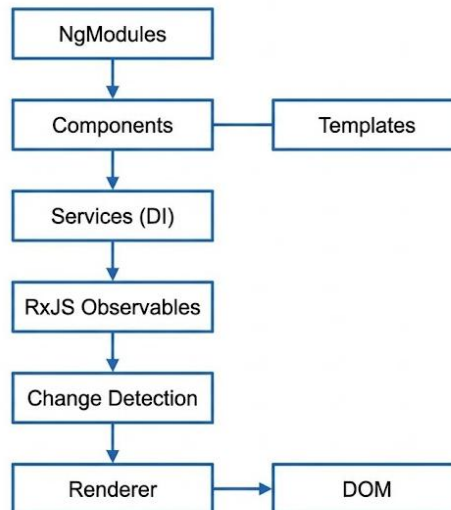 NgModules
Components
Templates
Services (DI)
RxJS Observables
Change Detection
Renderer
DOM